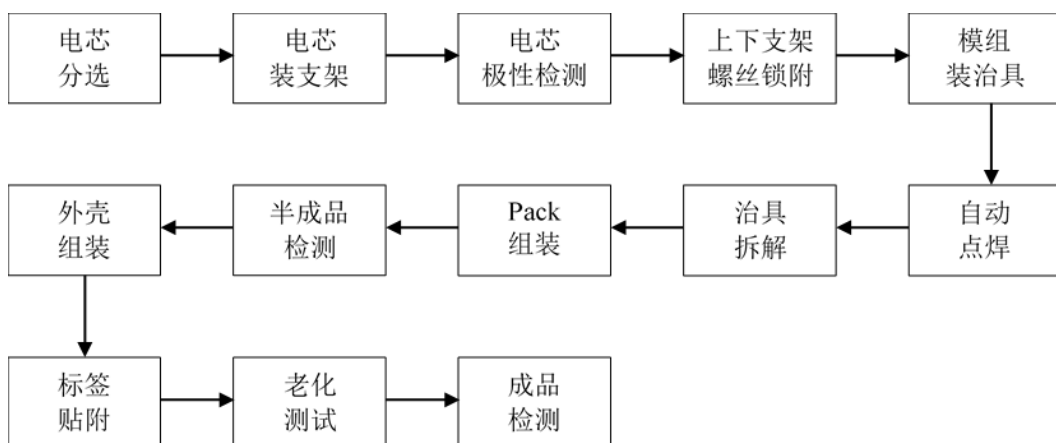 电芯
分选
电芯
装支架
电芯
极性检测
上下支架
螺丝锁附
模组
装治具
自动
点焊
治具
拆解
Pack
组装
半成品
检测
外壳
组装
标签
贴附
老化
测试
成品
检测